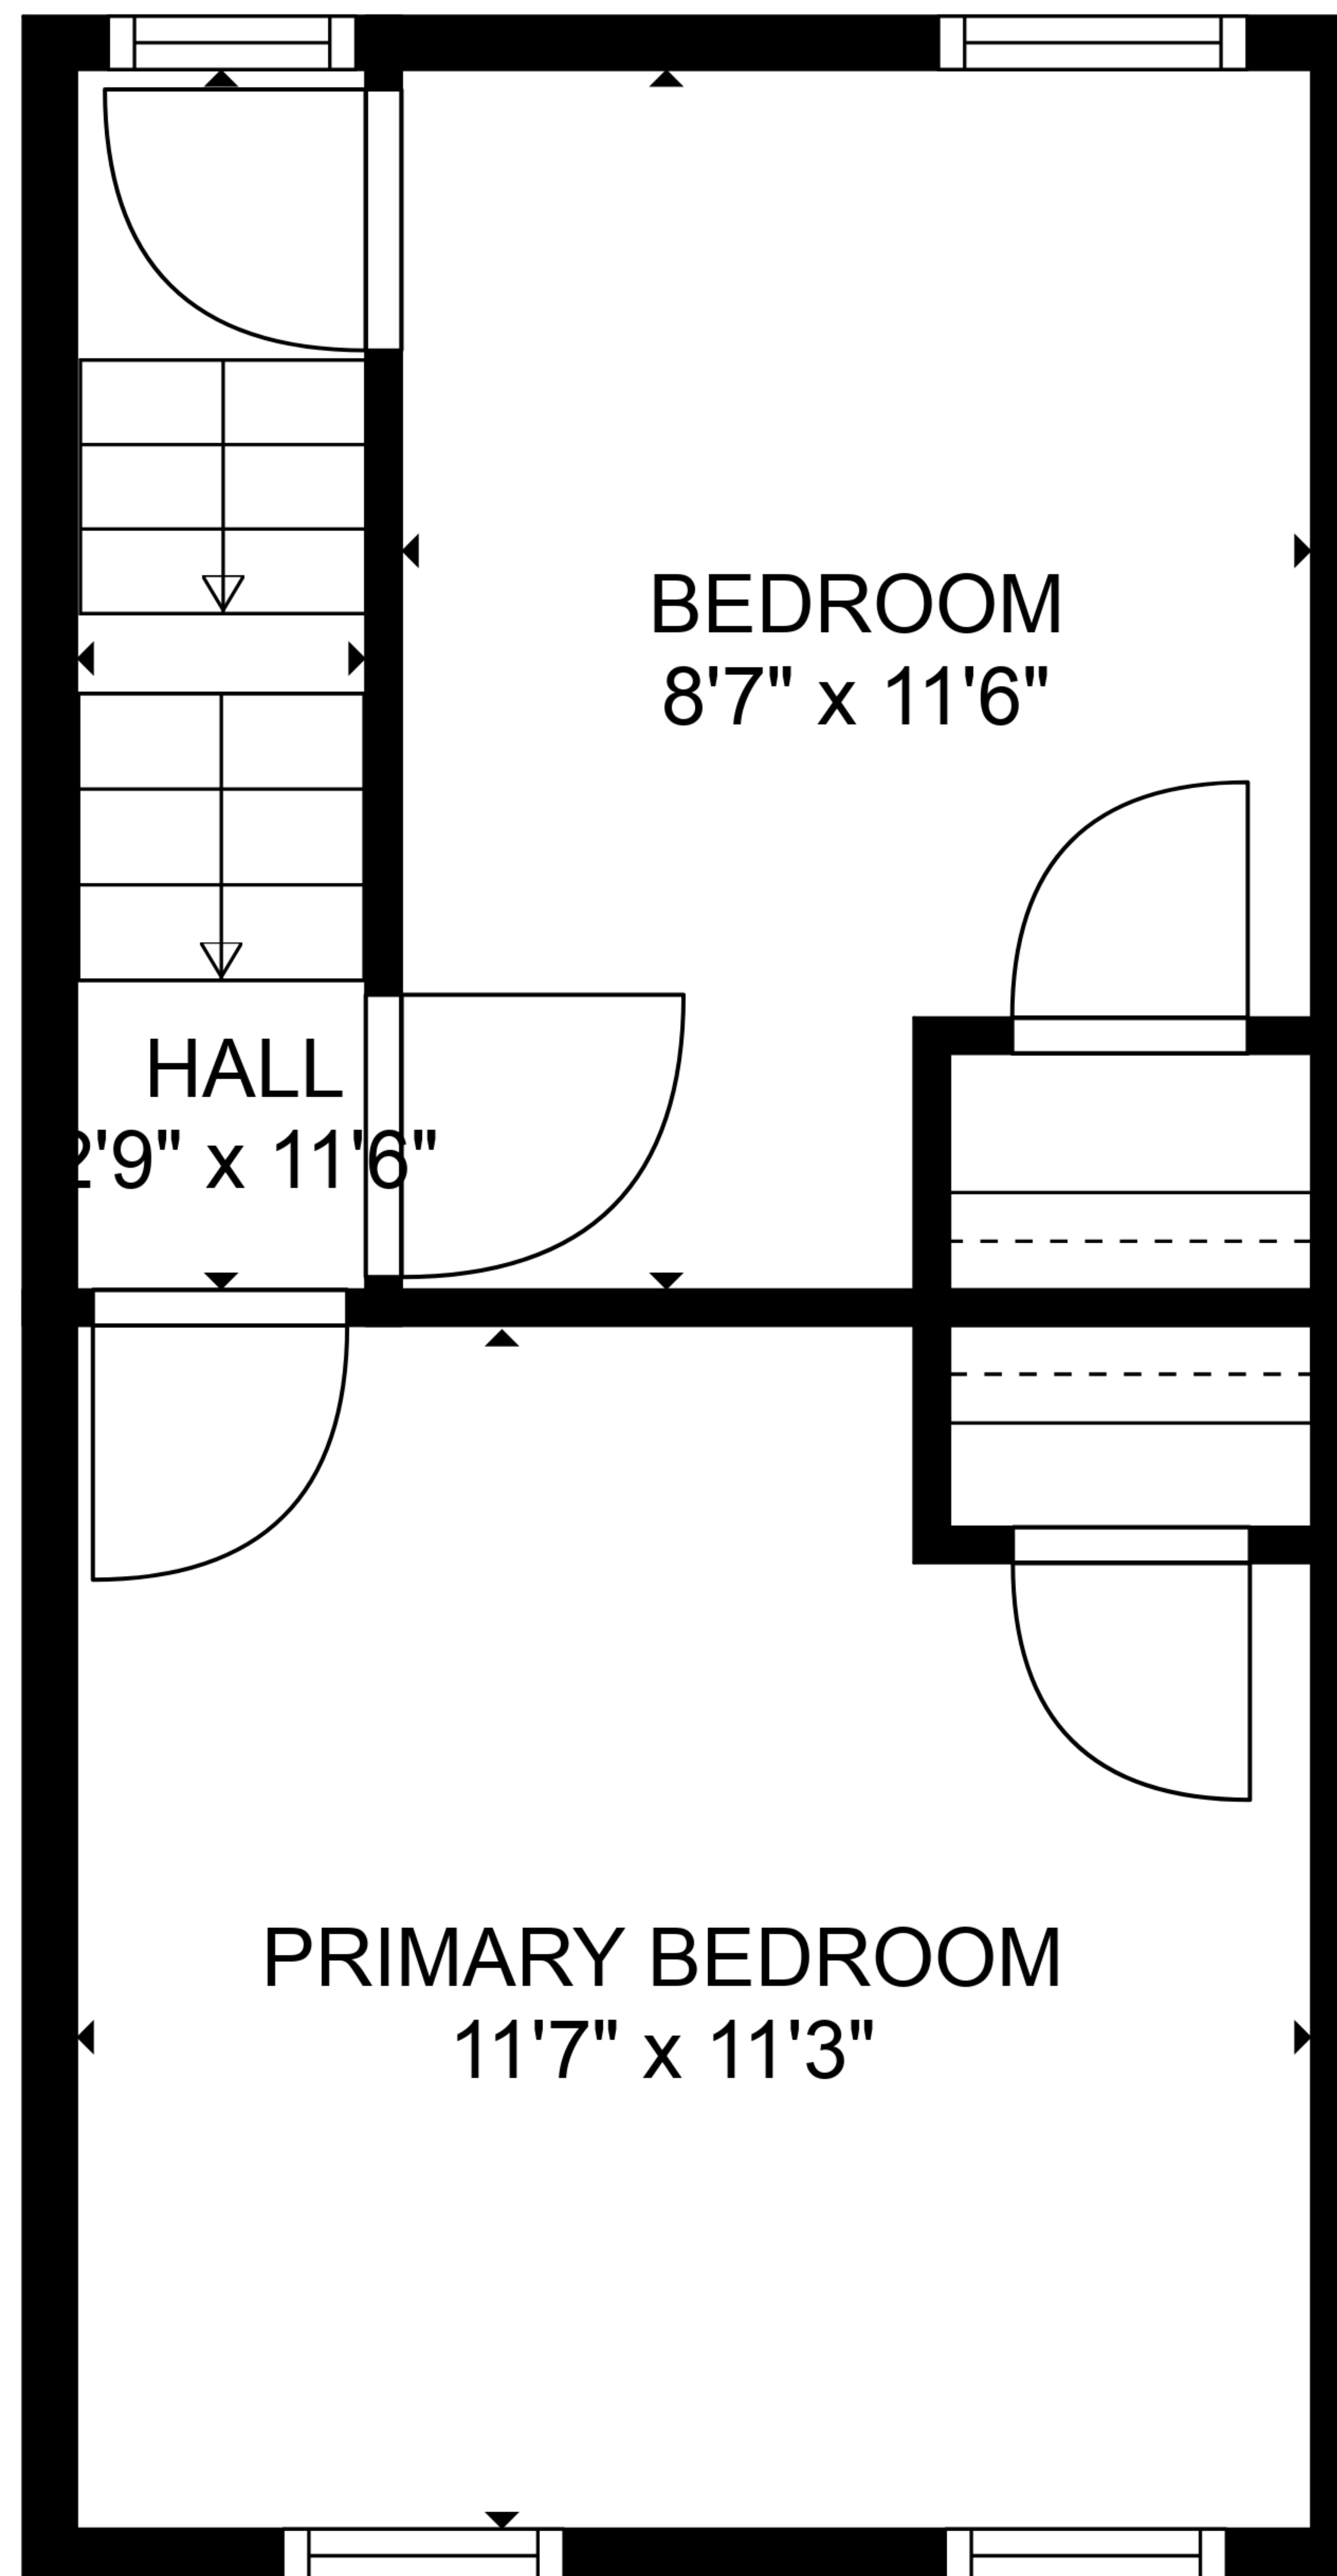 BEDROOM
8'7" x 11'6"
HALL
2'9" x 11'6"
PRIMARY BEDROOM
11'7" x 11'3"